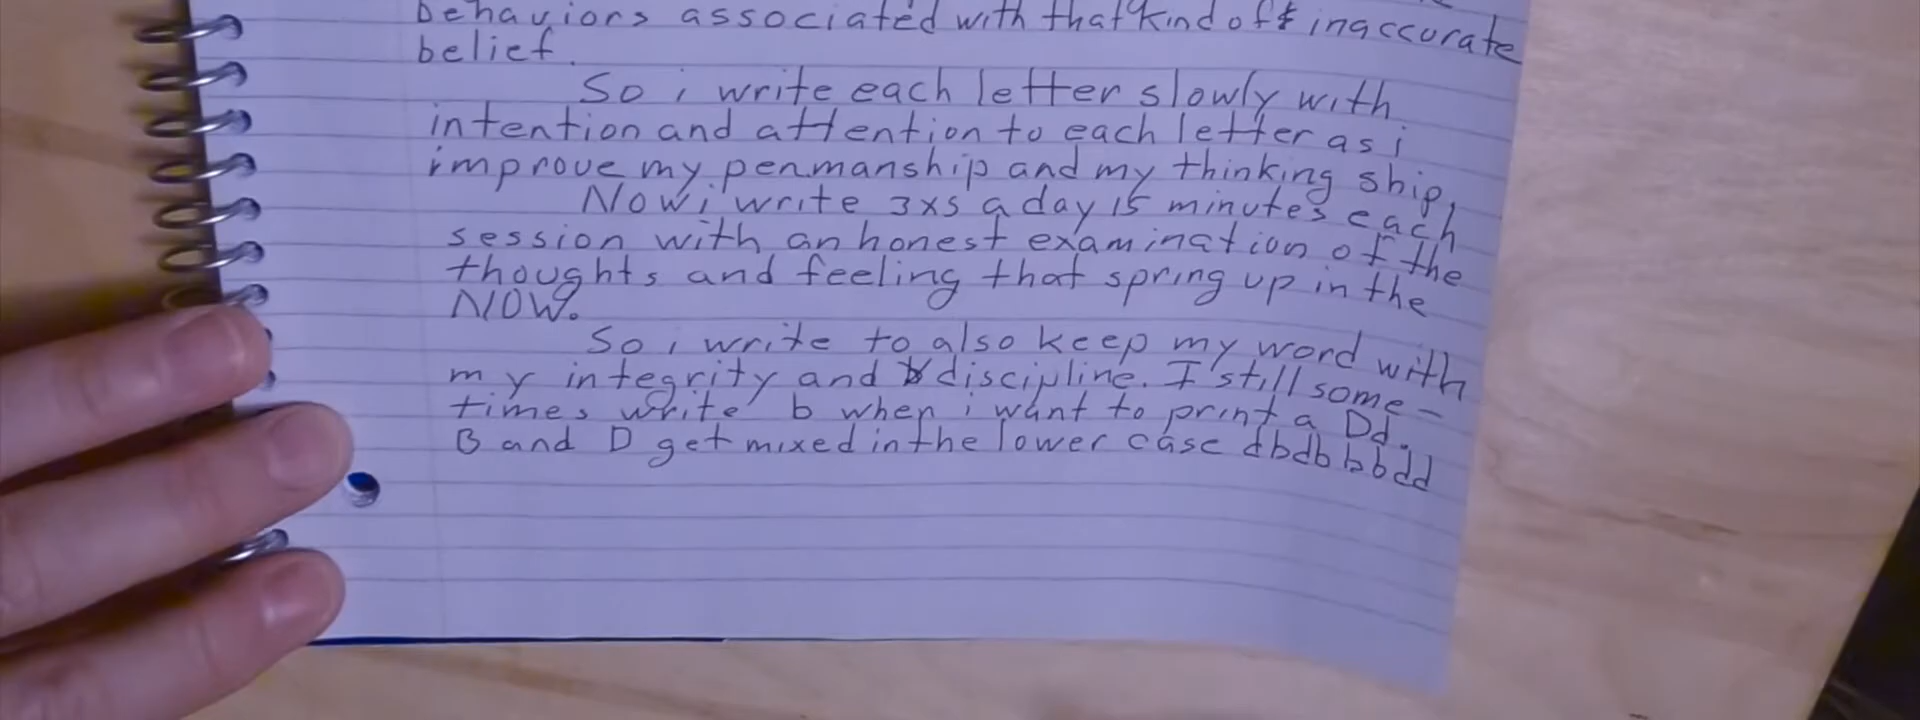 behaviors associated with that kind off inaccurate
belief.
So i write each letter slowly with
intention and attention to each letter as i
improve my penmanship and my thinking ship,
Now i write 3xs a day 15 minutes each
session with an honest examination of the
thoughts and feeling that spring up in the
NOW.
So i write to also keep my word with
my integrity and discipline. I still some-
times write b when i want to print a Dd.
B and D get mixed in the lower case dbdb bbdd